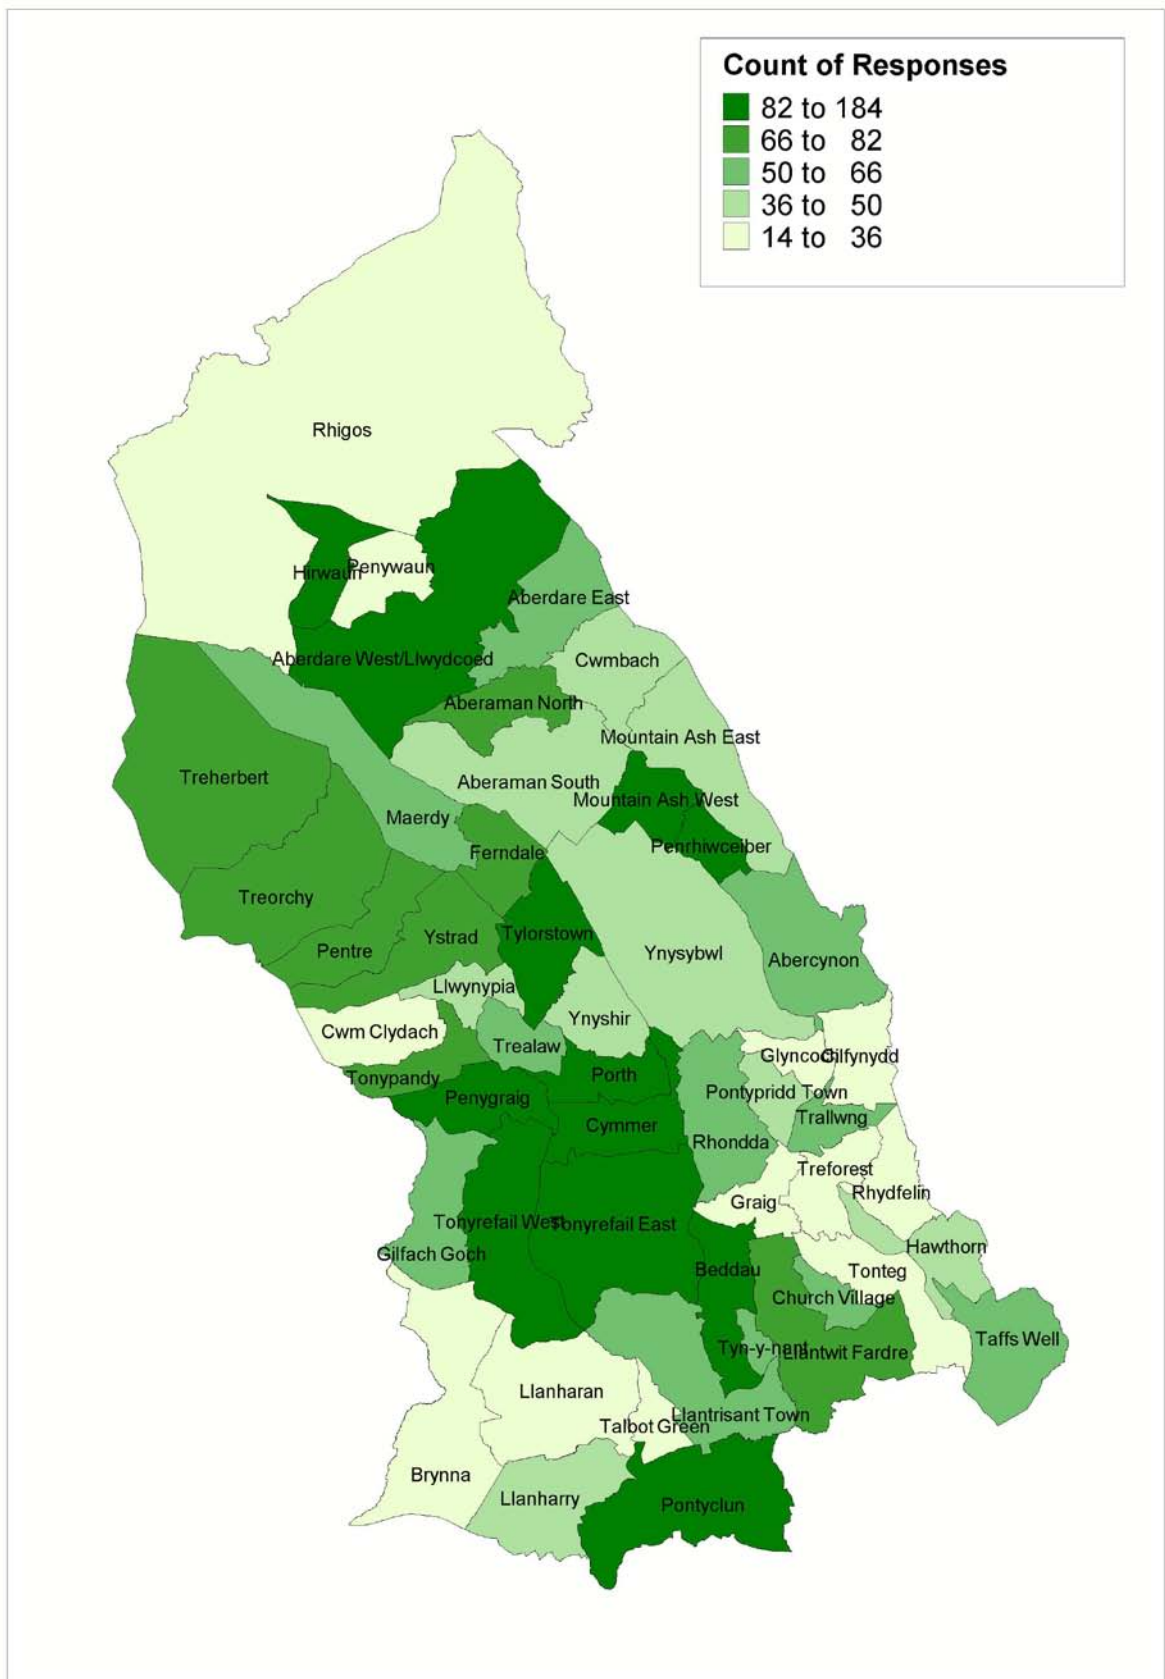 Count of Responses
82 to 184
66 to 82
50 to 66
36 to 50
14 to 36
Rhigos
Hirwaun
Penywaun
Aberdare East
Aberdare West/Llwydcoed
Cwmbach
Aberaman North
Mountain Ash East
Treherbert
Aberaman South
Mountain Ash West
Maerdy
Penrhiwceiber
Ferndale
Treorchy
Tylorstown
Ystrad
Pentre
Ynysybwl
Abercynon
Llwynypia
Ynyshir
Cwm Clydach
Trealaw
Glyncoch
Cilfynydd
Porth
Tonypandy
Pontypridd Town
Penygraig
Trallwng
Cymmer
Rhondda
Treforest
Rhydfelin
Graig
Tonyrefail West
Tonyrefail East
Hawthorn
Gilfach Goch
Beddau
Tonteg
Church Village
Taffs Well
Tyn-y-nant
Llantwit Fardre
Llanharan
Llantrisant Town
Talbot Green
Brynna
Llanharry
Pontyclun